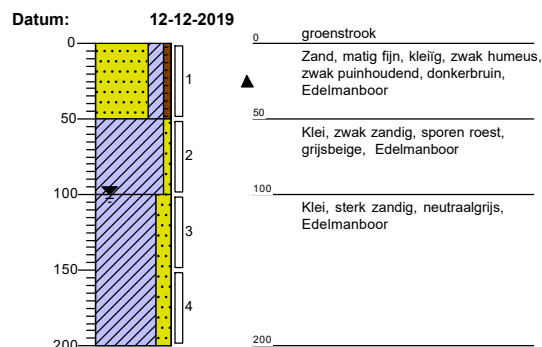 Datum: 12-12-2019
0
50
100
150
200
1
2
3
4
0 groenstrook
Zand, matig fijn, kleiïg, zwak humeus,
zwak puinhoudend, donkerbruin,
Edelmanboor
50
Klei, zwak zandig, sporen roest,
grijsbeige, Edelmanboor
100
Klei, sterk zandig, neutraalgrijs,
Edelmanboor
200